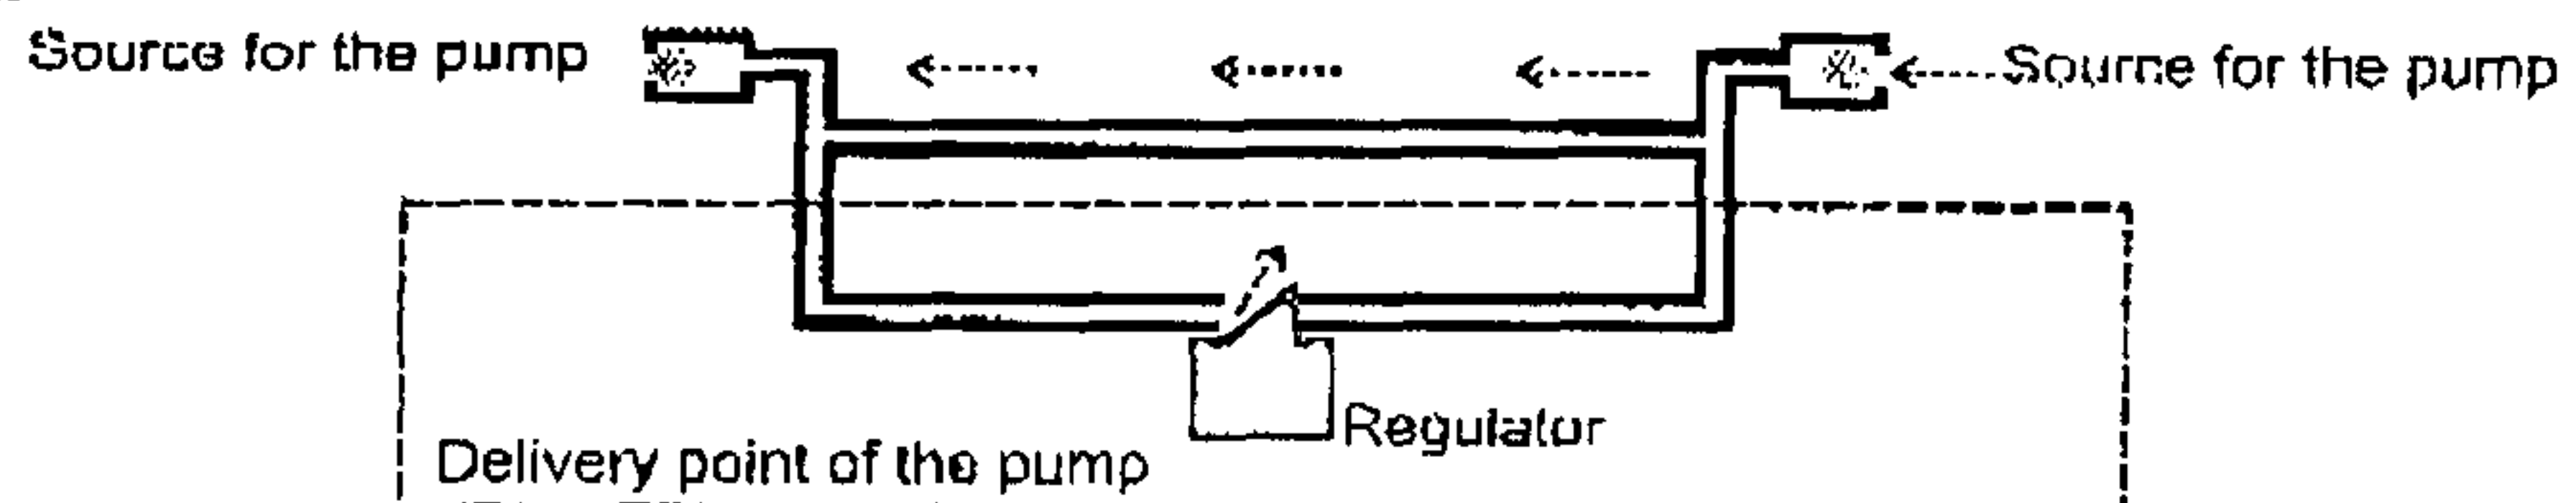 Source for the pump
Source for the pump
Regulator
Delivery point of the pump